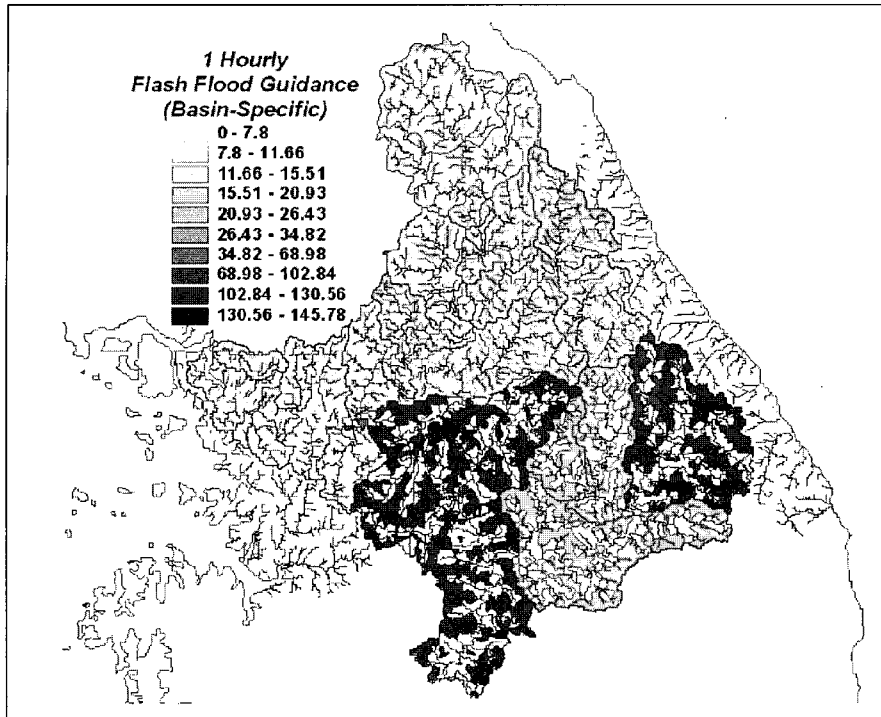 1 Hourly
Flash Flood Guidance
(Basin-Specific)
0 - 7.8
7.8 - 11.66
11.66 - 15.51
15.51 - 20.93
20.93 - 26.43
26.43 - 34.82
34.82 - 68.98
68.98 - 102.84
102.84 - 130.56
130.56 - 145.78